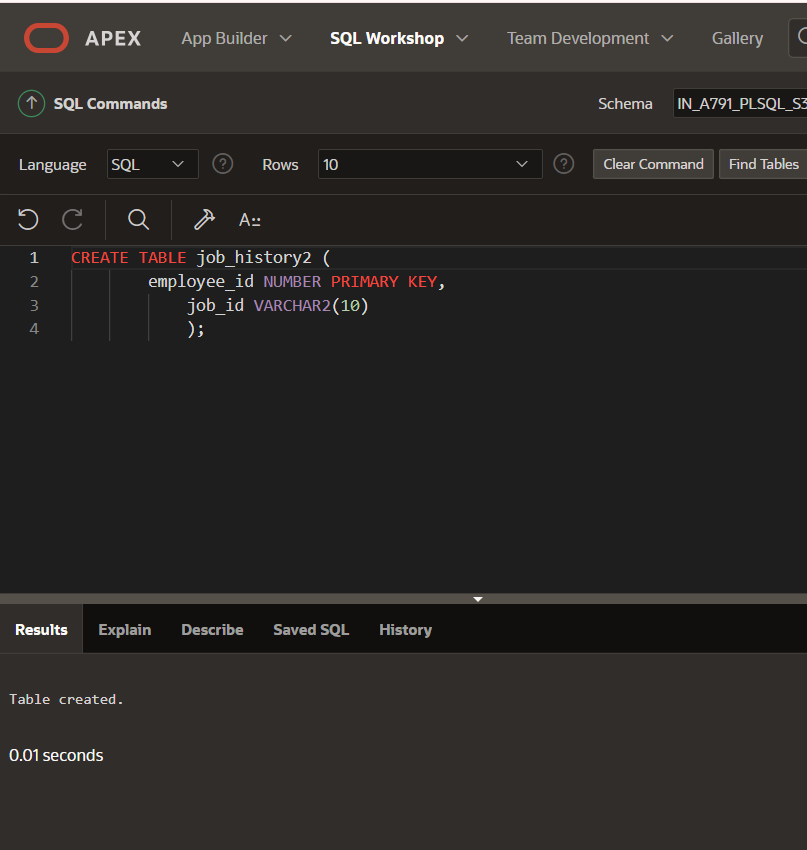 APEX App Builder SQL Workshop Team Development Gallery
SQL Commands Schema IN_A791_PLSQL_S3
Language SQL ? Rows 10 ? Clear Command Find Tables
A::
1 CREATE TABLE job_history2 (
2 employee_id NUMBER PRIMARY KEY,
3 job_id VARCHAR2(10)
4 );
Results Explain Describe Saved SQL History
Table created.
0.01 seconds